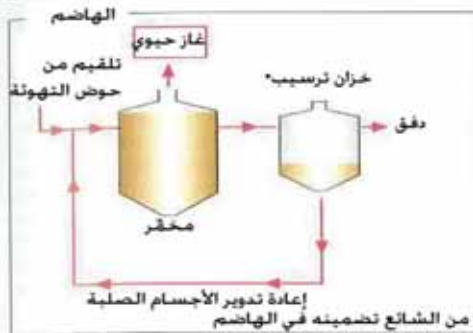 الهاضم
غاز حيوي
تلقيم من
حوض التهوئة
خزان ترسيب*
دفق
مخمّر
إعادة تدوير الأجسام الصلبة
من الشائع تضمينه في الهاضم